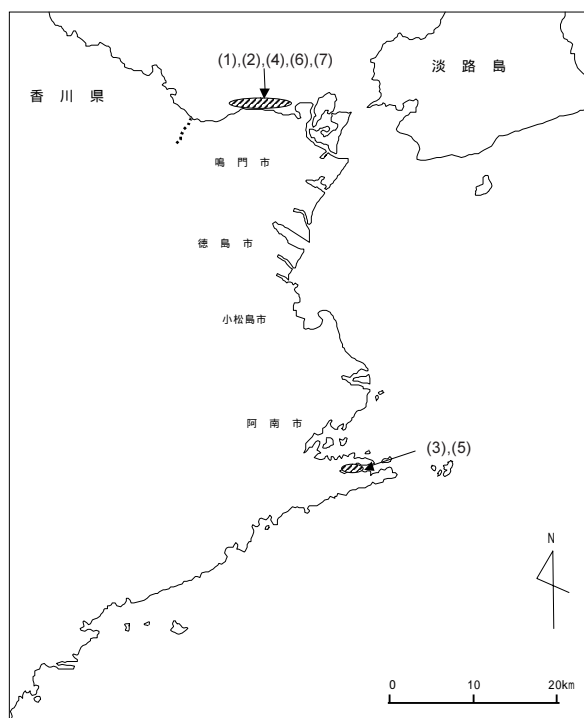 (1),(2),(4),(6),(7)
淡 路 島
香 川 県
鳴 門 市
徳 島 市
小松島市
阿 南 市
(3),(5)
N
0 10 20km